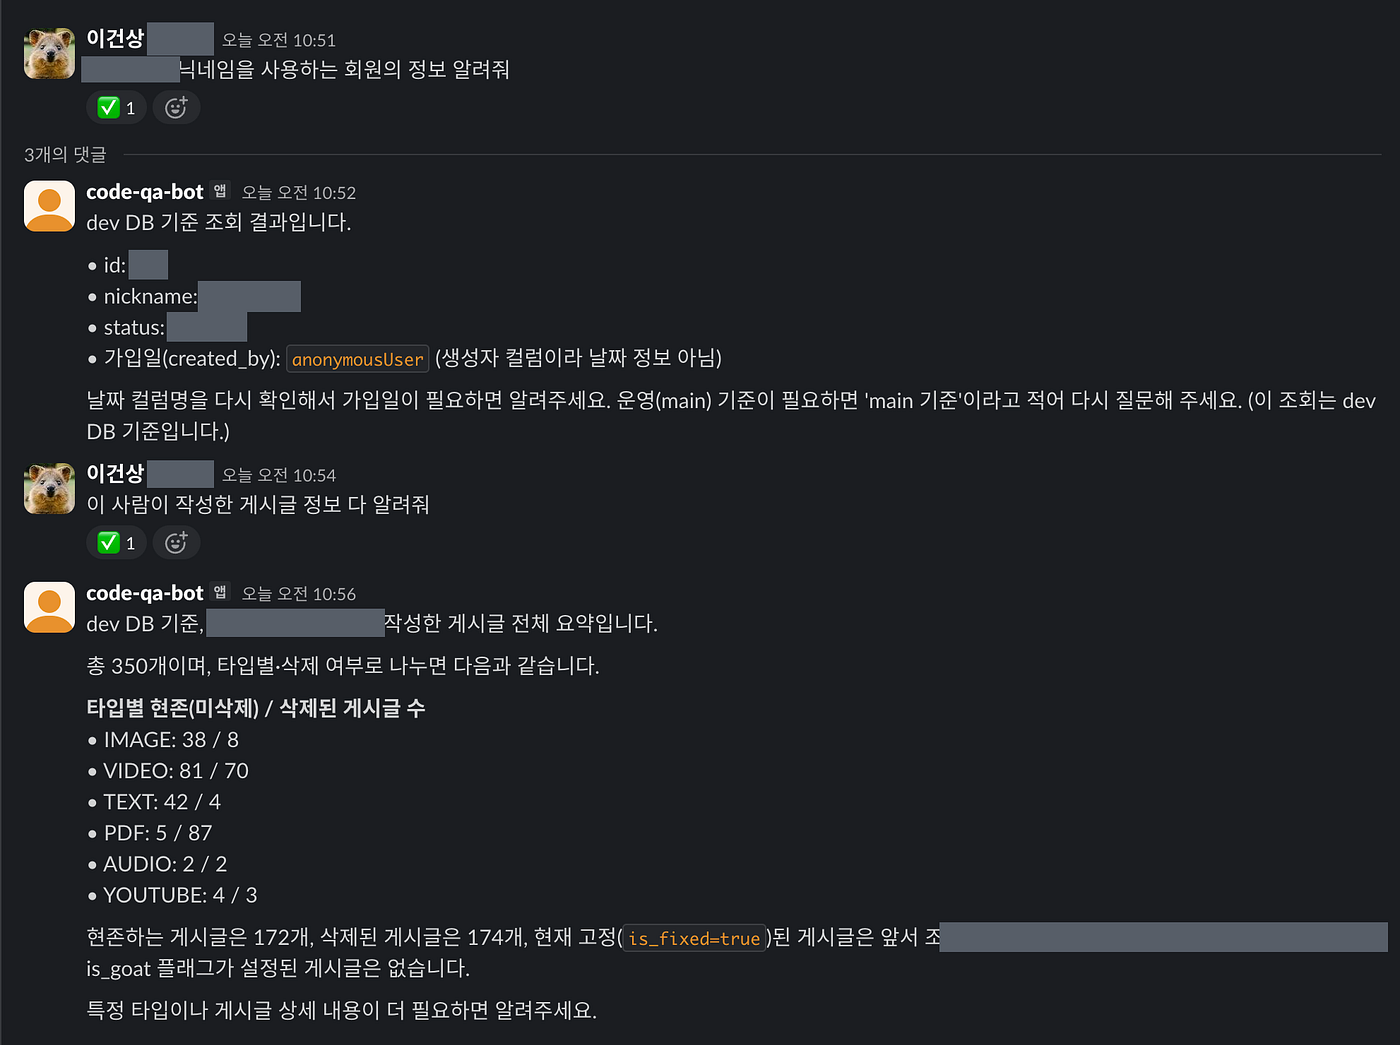 이건상 오늘 오전 10:51
닉네임을 사용하는 회원의 정보 알려줘
1
3개의 댓글
code-qa-bot 앱 오늘 오전 10:52
dev DB 기준 조회 결과입니다.
• id:
• nickname:
• status:
• 가입일(created_by): anonymousUser (생성자 컬럼이라 날짜 정보 아님)
날짜 컬럼명을 다시 확인해서 가입일이 필요하면 알려주세요. 운영(main) 기준이 필요하면 'main 기준'이라고 적어 다시 질문해 주세요. (이 조회는 dev
DB 기준입니다.)
이건상 오늘 오전 10:54
이 사람이 작성한 게시글 정보 다 알려줘
1
code-qa-bot 앱 오늘 오전 10:56
dev DB 기준, 작성한 게시글 전체 요약입니다.
총 350개이며, 타입별·삭제 여부로 나누면 다음과 같습니다.
타입별 현존(미삭제) / 삭제된 게시글 수
• IMAGE: 38 / 8
• VIDEO: 81 / 70
• TEXT: 42 / 4
• PDF: 5 / 87
• AUDIO: 2 / 2
• YOUTUBE: 4 / 3
현존하는 게시글은 172개, 삭제된 게시글은 174개, 현재 고정(is_fixed=true)된 게시글은 앞서 조
is_goat 플래그가 설정된 게시글은 없습니다.
특정 타입이나 게시글 상세 내용이 더 필요하면 알려주세요.